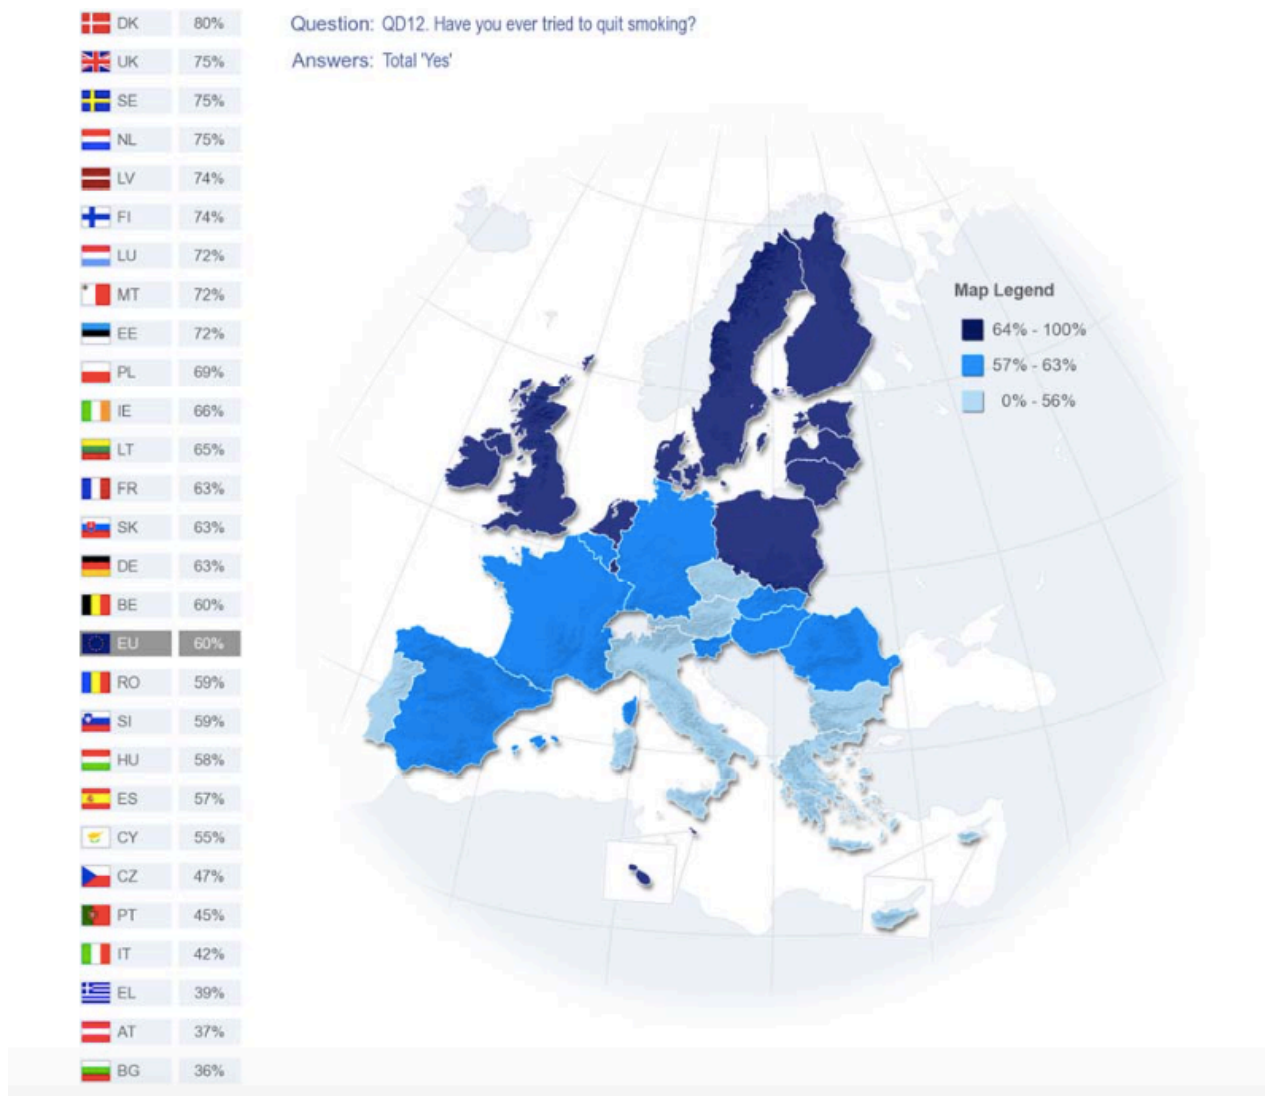 DK 80%
UK 75%
SE 75%
NL 75%
LV 74%
FI 74%
LU 72%
MT 72%
EE 72%
PL 69%
IE 66%
LT 65%
FR 63%
SK 63%
DE 63%
BE 60%
EU 60%
RO 59%
SI 59%
HU 58%
ES 57%
CY 55%
CZ 47%
PT 45%
IT 42%
EL 39%
AT 37%
BG 36%
Question: QD12. Have you ever tried to quit smoking?
Answers: Total 'Yes'
Map Legend
64% - 100%
57% - 63%
0% - 56%